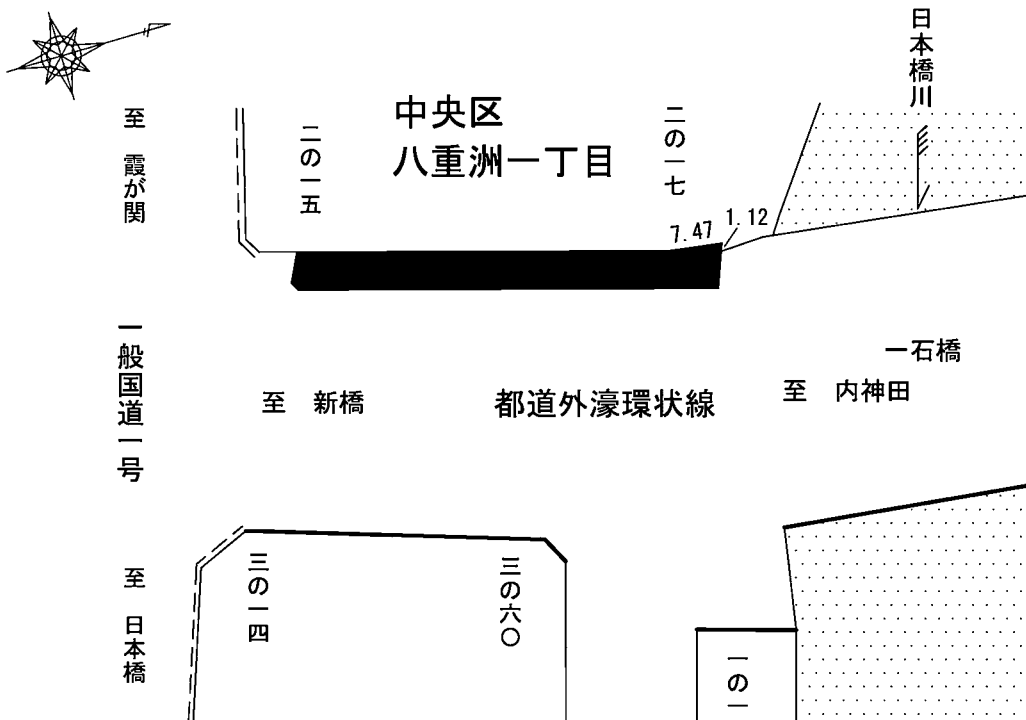 日本橋川
至 霞が関
二の一五
中央区
八重洲一丁目
二の一七
7.47
1.12
一般国道一号
至 新橋
都道外濠環状線
一石橋
至 内神田
至 日本橋
三の一四
三の六〇
一の一